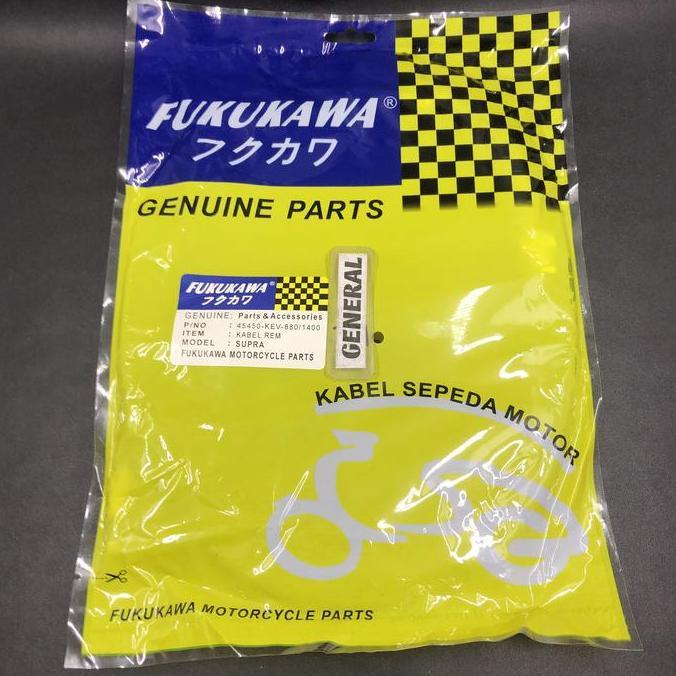 FUKUKAWA®
フクカワ
GENUINE PARTS
FUKUKAWA®
フクカワ
GENUINE: Parts & Accessories
P/NO : 45450-KEV-880/1400
ITEM : KABEL REM
MODEL : SUPRA
FUKUKAWA MOTORCYCLE PARTS
GENERAL
KABEL SEPEDA MOTOR
FUKUKAWA MOTORCYCLE PARTS